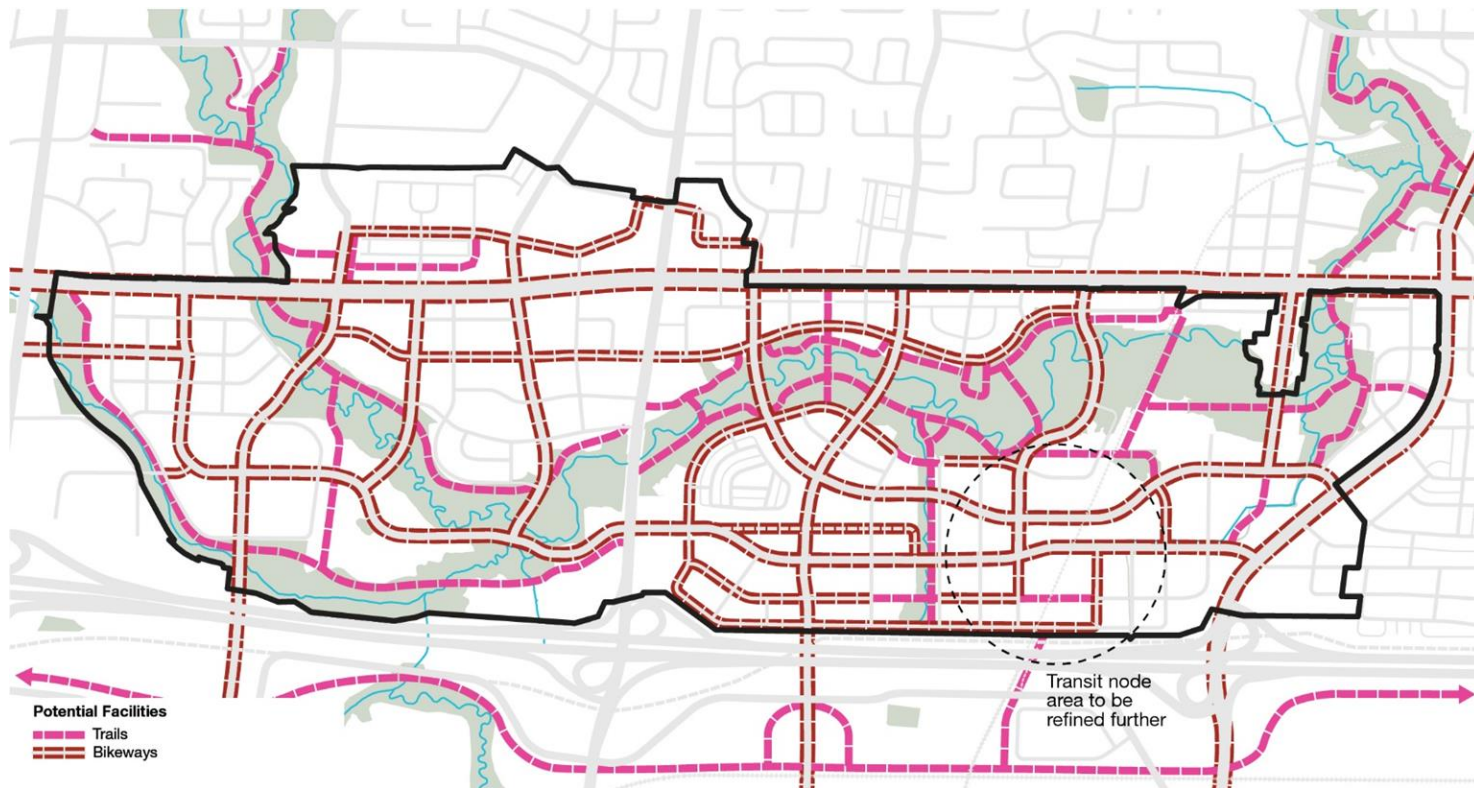 Transit node
area to be
refined further
Potential Facilities
Trails
Bikeways